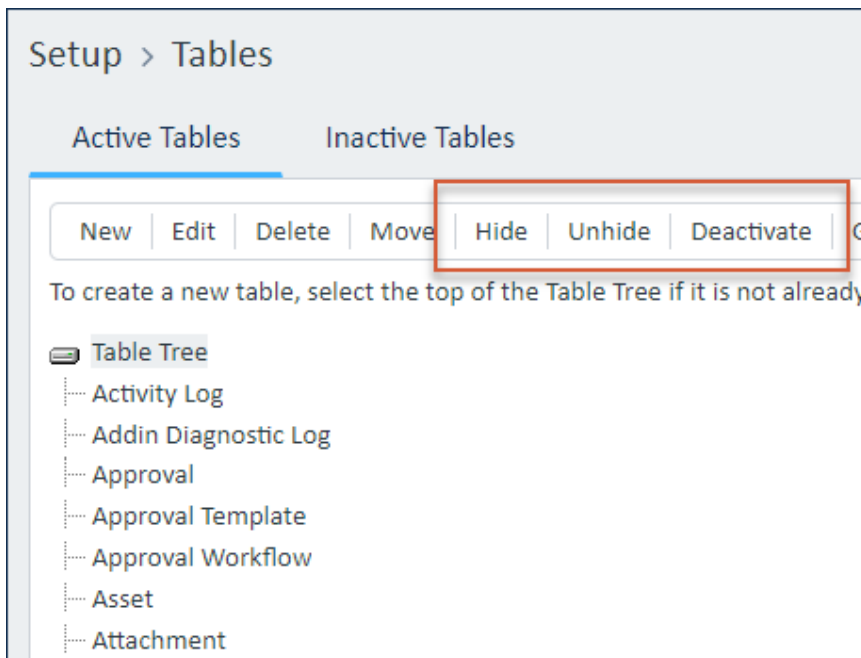 Setup > Tables
Active Tables Inactive Tables
New Edit Delete Move Hide Unhide Deactivate
To create a new table, select the top of the Table Tree if it is not already
Table Tree
Activity Log
Addin Diagnostic Log
Approval
Approval Template
Approval Workflow
Asset
Attachment